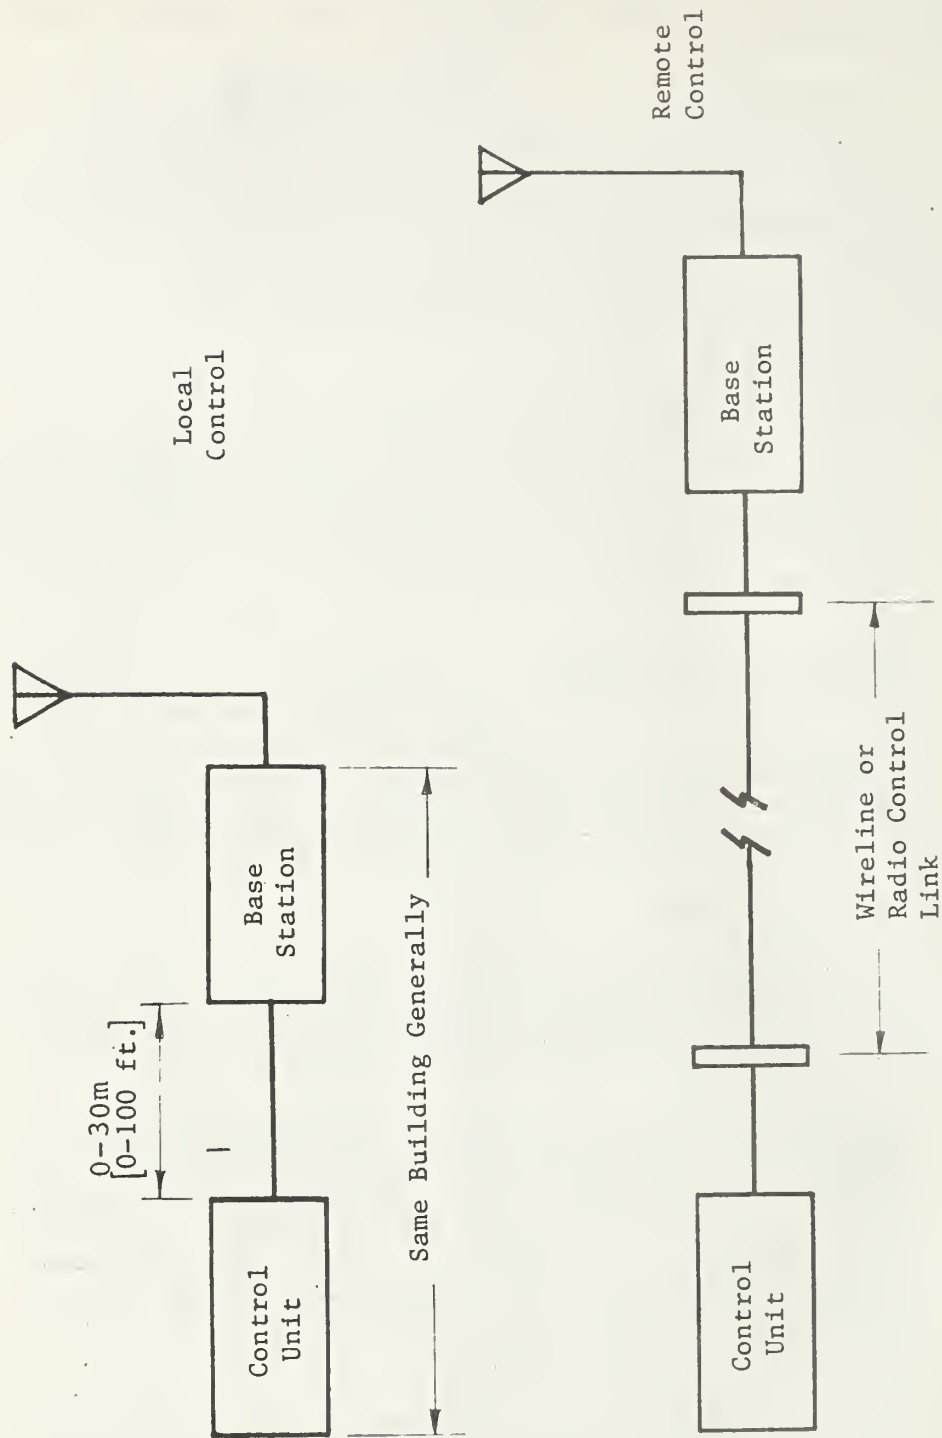 0-30m
[0-100 ft.]
Control
Unit
Base
Station
Same Building Generally
Local
Control
Control
Unit
Base
Station
Wireline or
Radio Control
Link
Remote
Control